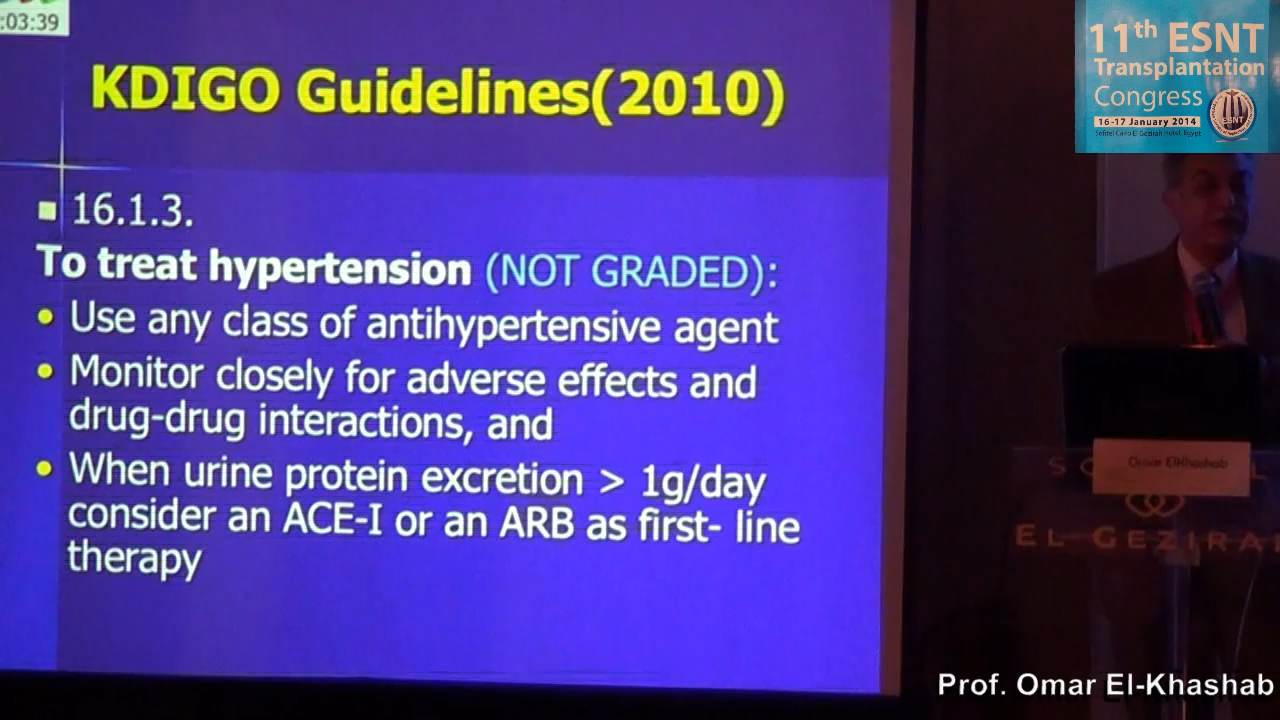 :03:39
KDIGO Guidelines(2010)
16.1.3.
To treat hypertension (NOT GRADED):
Use any class of antihypertensive agent
Monitor closely for adverse effects and
drug-drug interactions, and
When urine protein excretion > 1g/day
consider an ACE-I or an ARB as first- line
therapy
11th ESNT
Transplantation
Congress
16-17 January 2014
Sofitel Cairo El Gezirah Hotel, Egypt
ESNT
Omar ElKhashab
EL GEZIRA
Prof. Omar El-Khashab